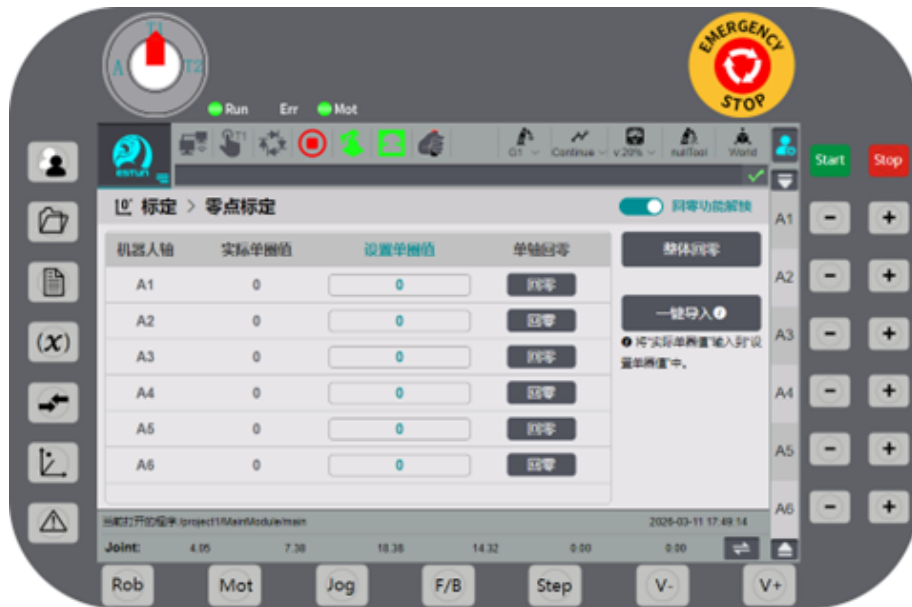 T1
A
T2
EMERGENCY
STOP
Run Err Mot
ESTUN
T1
G1
Continue
v:20%
nullTool
World
Start
Stop
标定 > 零点标定
回零功能解锁
机器人轴 实际单圈值 设置单圈值 单轴回零
整体回零
A1 0 0 回零
A2 0 0 回零
一键导入
A3 0 0 回零
将“实际单圈值”输入到“设
置单圈值”中。
A4 0 0 回零
A5 0 0 回零
A6 0 0 回零
A1
A2
A3
A4
A5
A6
(x)
当前打开的程序:/project1/MainModule/main
2026-03-11 17:49:14
Joint: 4.05 7.38 18.38 14.32 0.00 0.00
Rob
Mot
Jog
F/B
Step
V-
V+